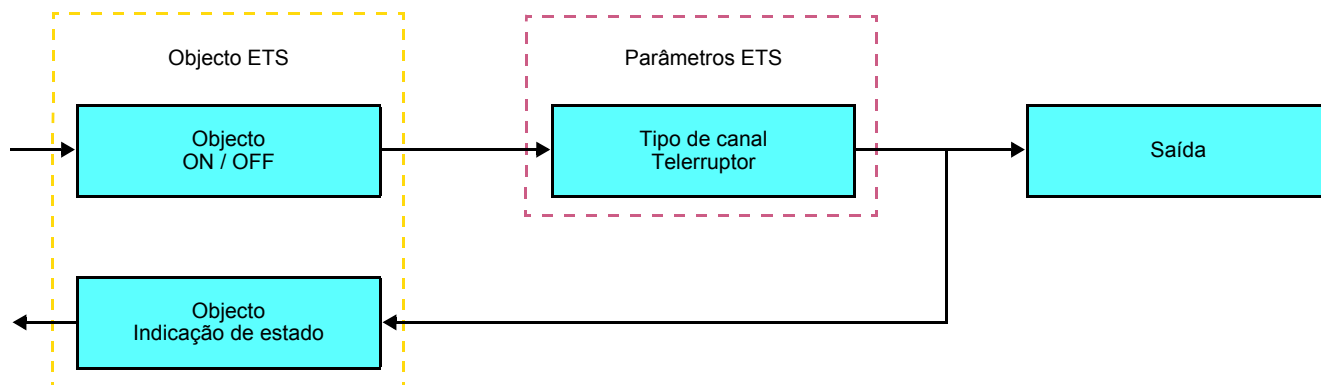 Objecto ETS
Parâmetros ETS
Objecto
ON / OFF
Tipo de canal
Telerruptor
Saída
Objecto
Indicação de estado